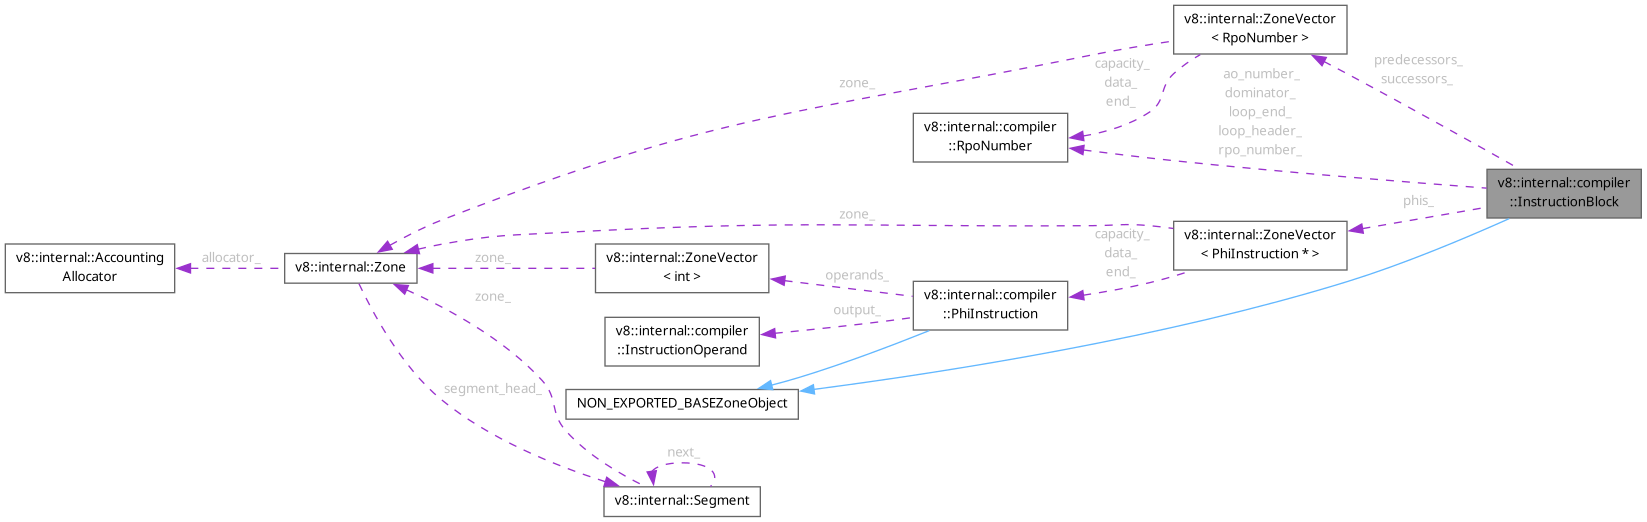 v8::internal::ZoneVector
< RpoNumber >
predecessors_
successors_
capacity_
data_
end_
zone_
ao_number_
dominator_
loop_end_
loop_header_
rpo_number_
v8::internal::compiler
::RpoNumber
v8::internal::compiler
::InstructionBlock
phis_
zone_
v8::internal::ZoneVector
< PhiInstruction * >
capacity_
data_
end_
v8::internal::Accounting
Allocator
allocator_
v8::internal::Zone
zone_
v8::internal::ZoneVector
< int >
operands_
v8::internal::compiler
::PhiInstruction
zone_
output_
v8::internal::compiler
::InstructionOperand
segment_head_
NON_EXPORTED_BASEZoneObject
next_
v8::internal::Segment